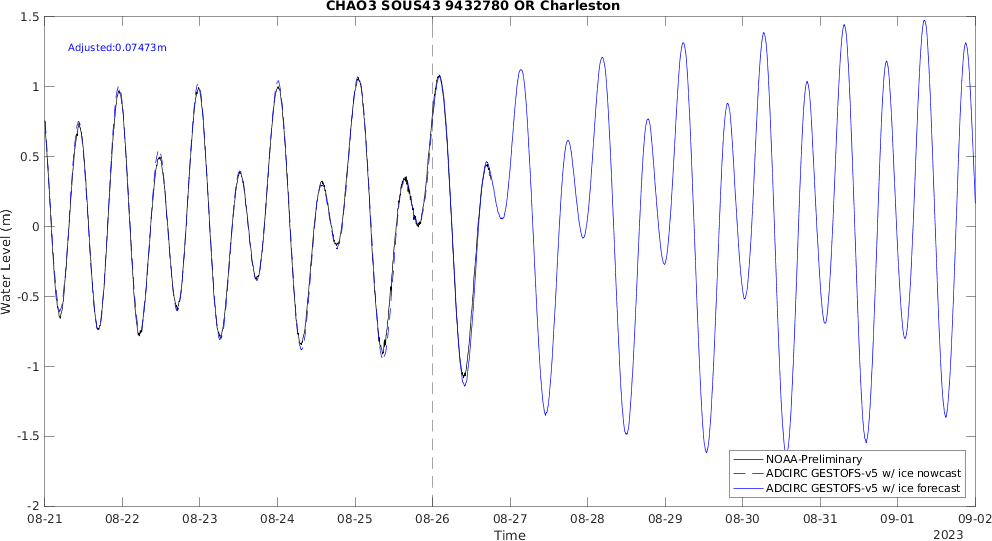 CHAO3 SOUS43 9432780 OR Charleston
Adjusted:0.07473m
1.5
1
0.5
0
-0.5
-1
-1.5
-2
Water Level (m)
NOAA-Preliminary
ADCIRC GESTOFS-v5 w/ ice nowcast
ADCIRC GESTOFS-v5 w/ ice forecast
08-21 08-22 08-23 08-24 08-25 08-26 08-27 08-28 08-29 08-30 08-31 09-01 09-02
Time
2023